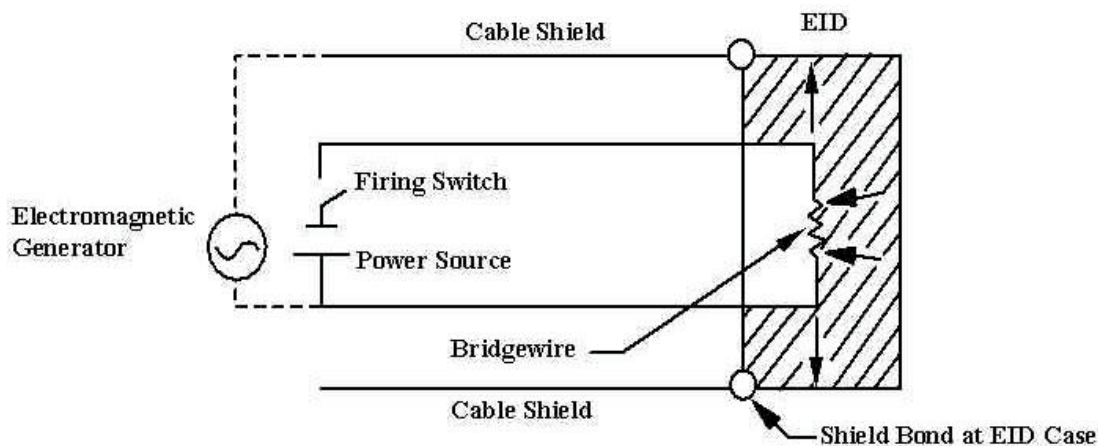 EID
Cable Shield
Firing Switch
Electromagnetic
Generator
Power Source
Bridgewire
Cable Shield
Shield Bond at EID Case